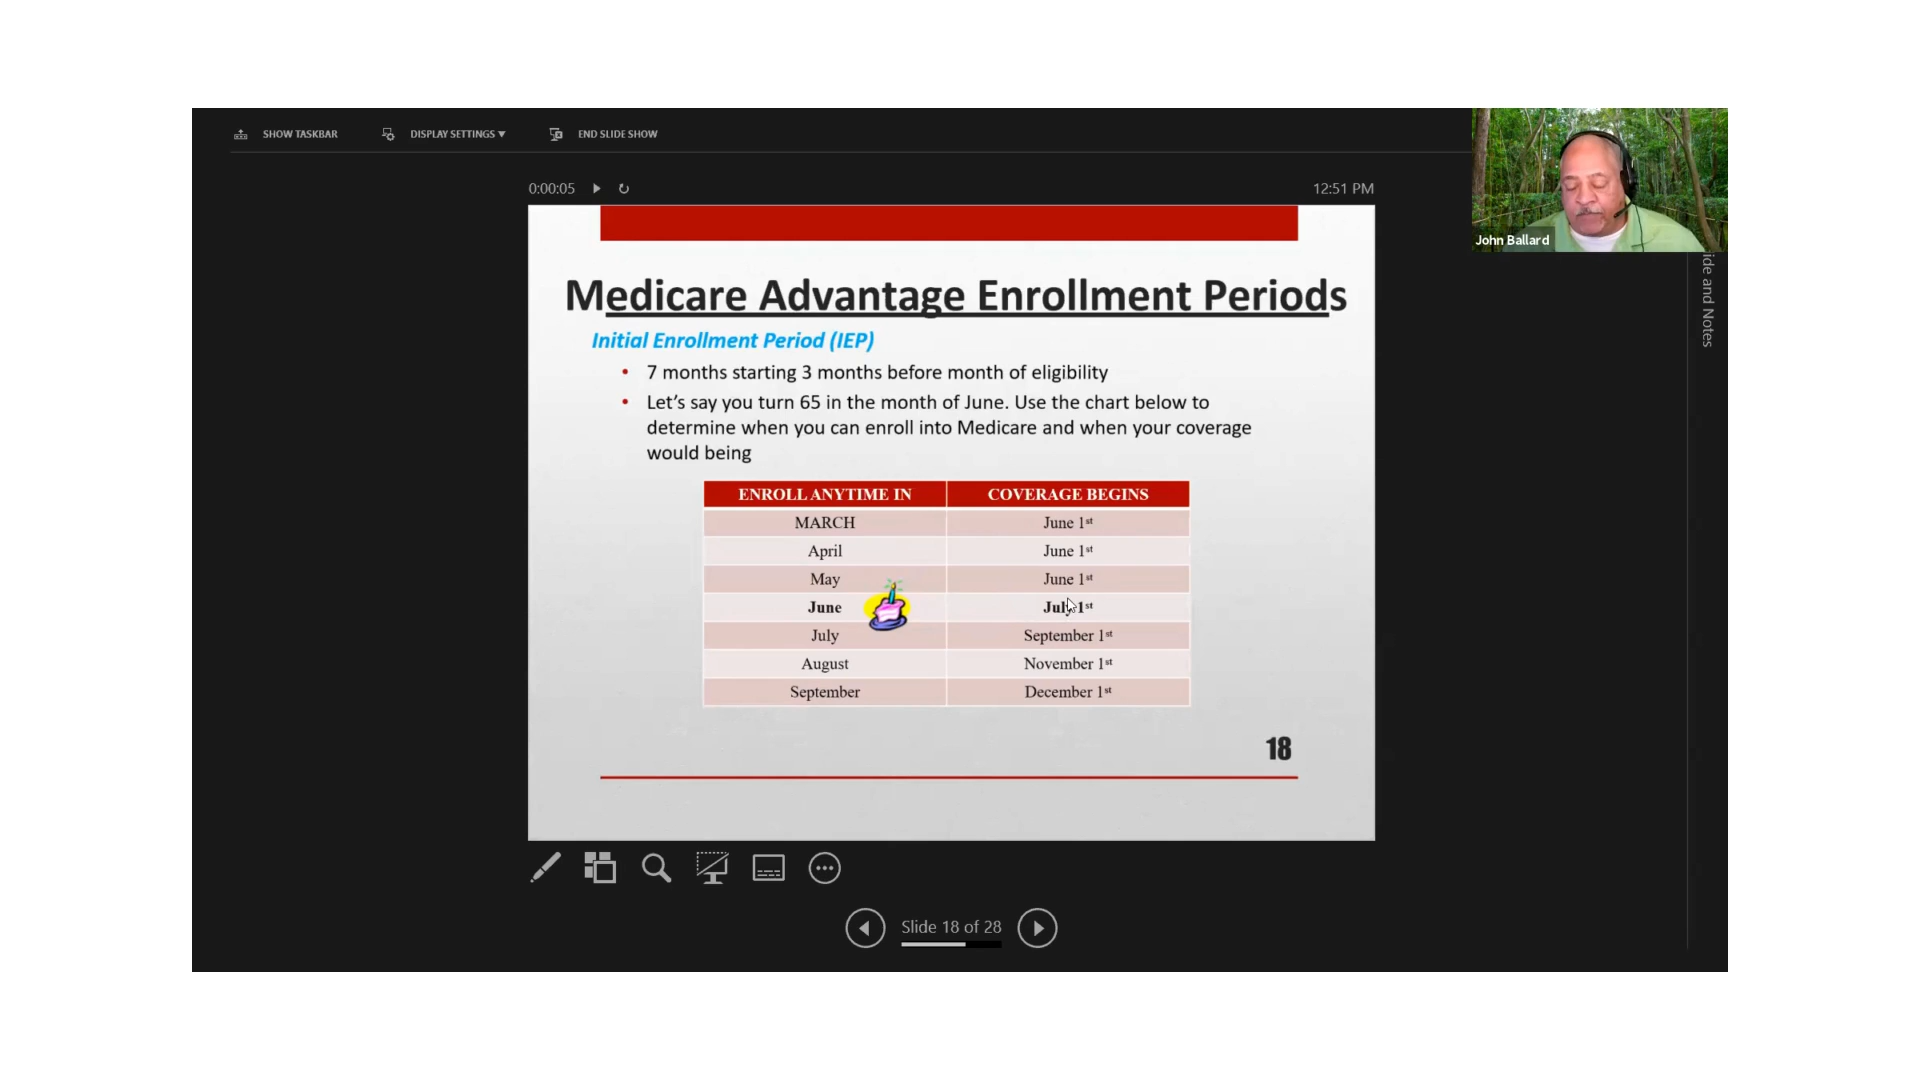 SHOW TASKBAR
DISPLAY SETTINGS ▼
END SLIDE SHOW
0:00:05
12:51 PM
John Ballard
ide and Notes
Medicare Advantage Enrollment Periods
Initial Enrollment Period (IEP)
• 7 months starting 3 months before month of eligibility
• Let’s say you turn 65 in the month of June. Use the chart below to
determine when you can enroll into Medicare and when your coverage
would being
ENROLL ANYTIME IN COVERAGE BEGINS
MARCH June 1st
April June 1st
May June 1st
June July 1st
July September 1st
August November 1st
September December 1st
18
Slide 18 of 28